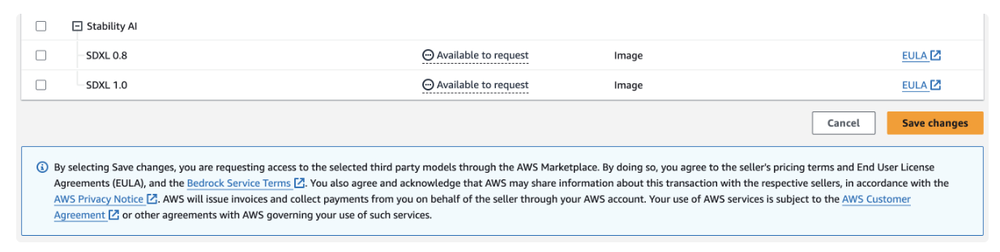 Stability AI
SDXL 0.8 Available to request Image EULA
SDXL 1.0 Available to request Image EULA
Cancel Save changes
By selecting Save changes, you are requesting access to the selected third party models through the AWS Marketplace. By doing so, you agree to the seller's pricing terms and End User License
Agreements (EULA), and the Bedrock Service Terms. You also agree and acknowledge that AWS may share information about this transaction with the respective sellers, in accordance with the
AWS Privacy Notice. AWS will issue invoices and collect payments from you on behalf of the seller through your AWS account. Your use of AWS services is subject to the AWS Customer
Agreement or other agreements with AWS governing your use of such services.